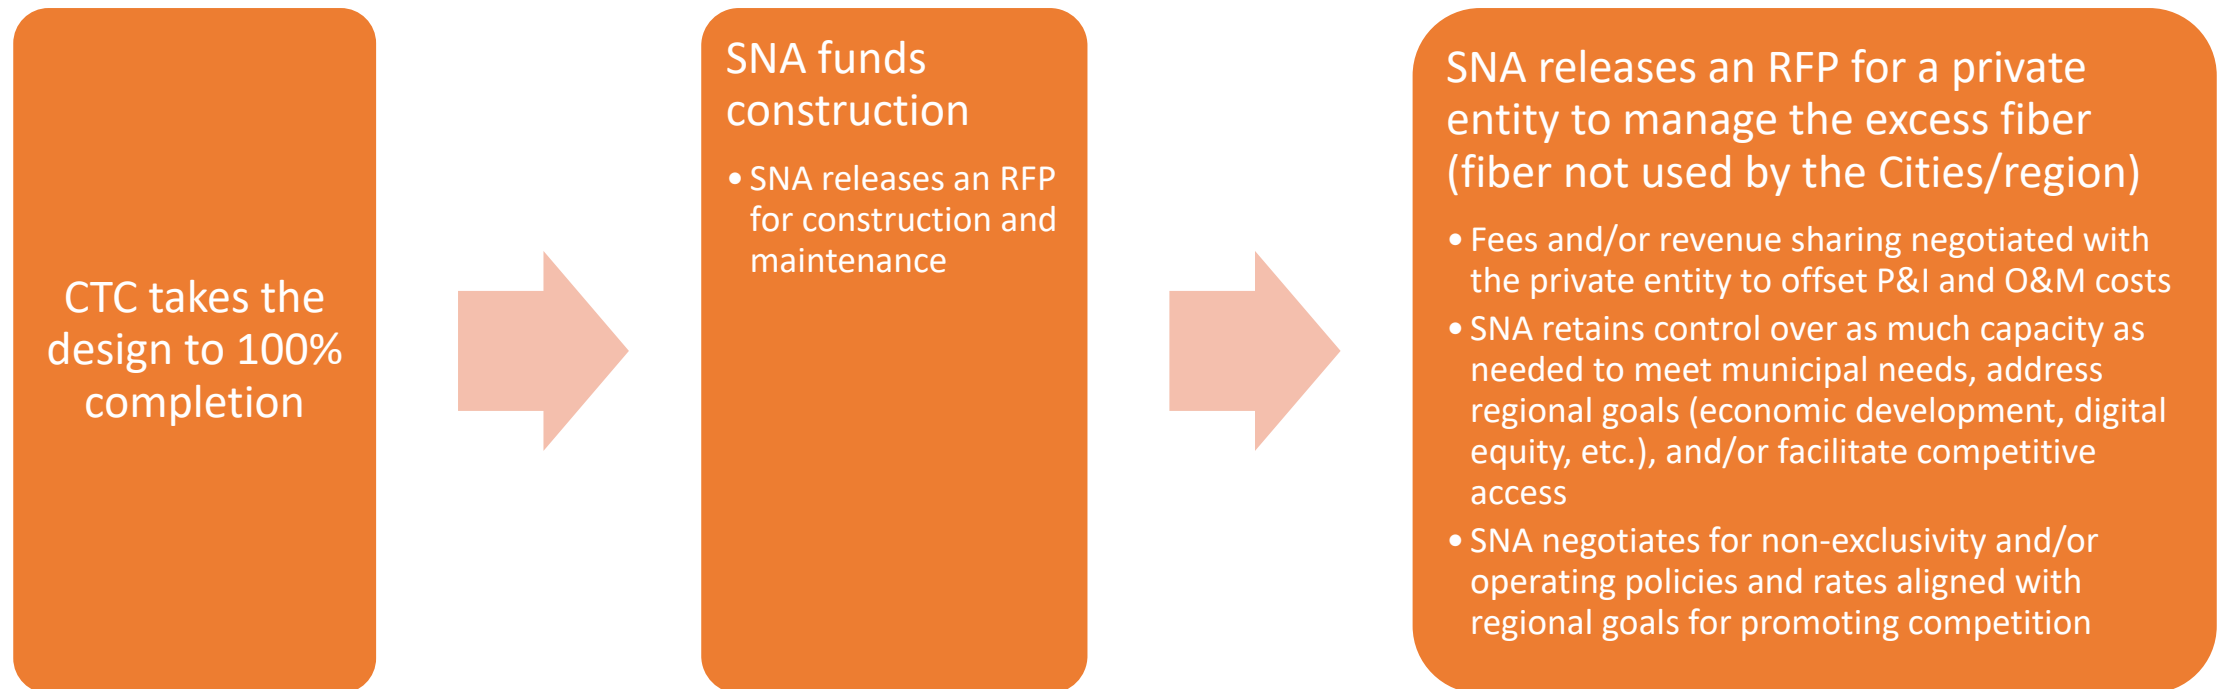 CTC takes the
design to 100%
completion
SNA funds
construction
• SNA releases an RFP
for construction and
maintenance
SNA releases an RFP for a private
entity to manage the excess fiber
(fiber not used by the Cities/region)
• Fees and/or revenue sharing negotiated with
the private entity to offset P&I and O&M costs
• SNA retains control over as much capacity as
needed to meet municipal needs, address
regional goals (economic development, digital
equity, etc.), and/or facilitate competitive
access
• SNA negotiates for non-exclusivity and/or
operating policies and rates aligned with
regional goals for promoting competition